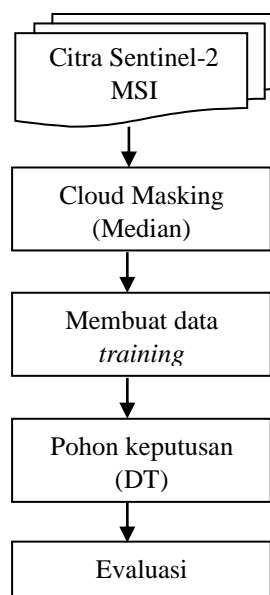 Citra Sentinel-2
MSI
Cloud Masking
(Median)
Membuat data
training
Pohon keputusan
(DT)
Evaluasi